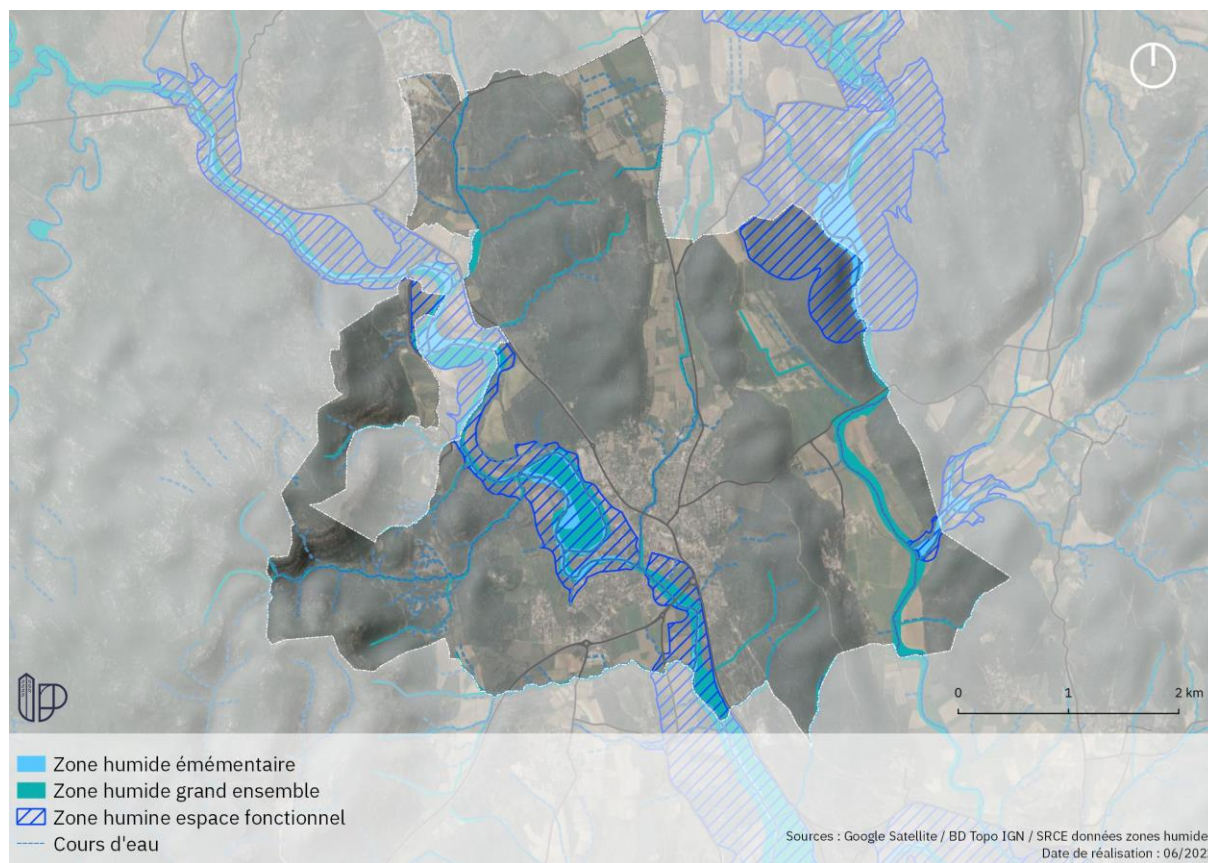 0 1 2 km
Zone humide émémentaire
Zone humide grand ensemble
Zone humine espace fonctionnel
Cours d'eau
Sources : Google Satellite / BD Topo IGN / SRCE données zones humide
Date de réalisation : 06/202